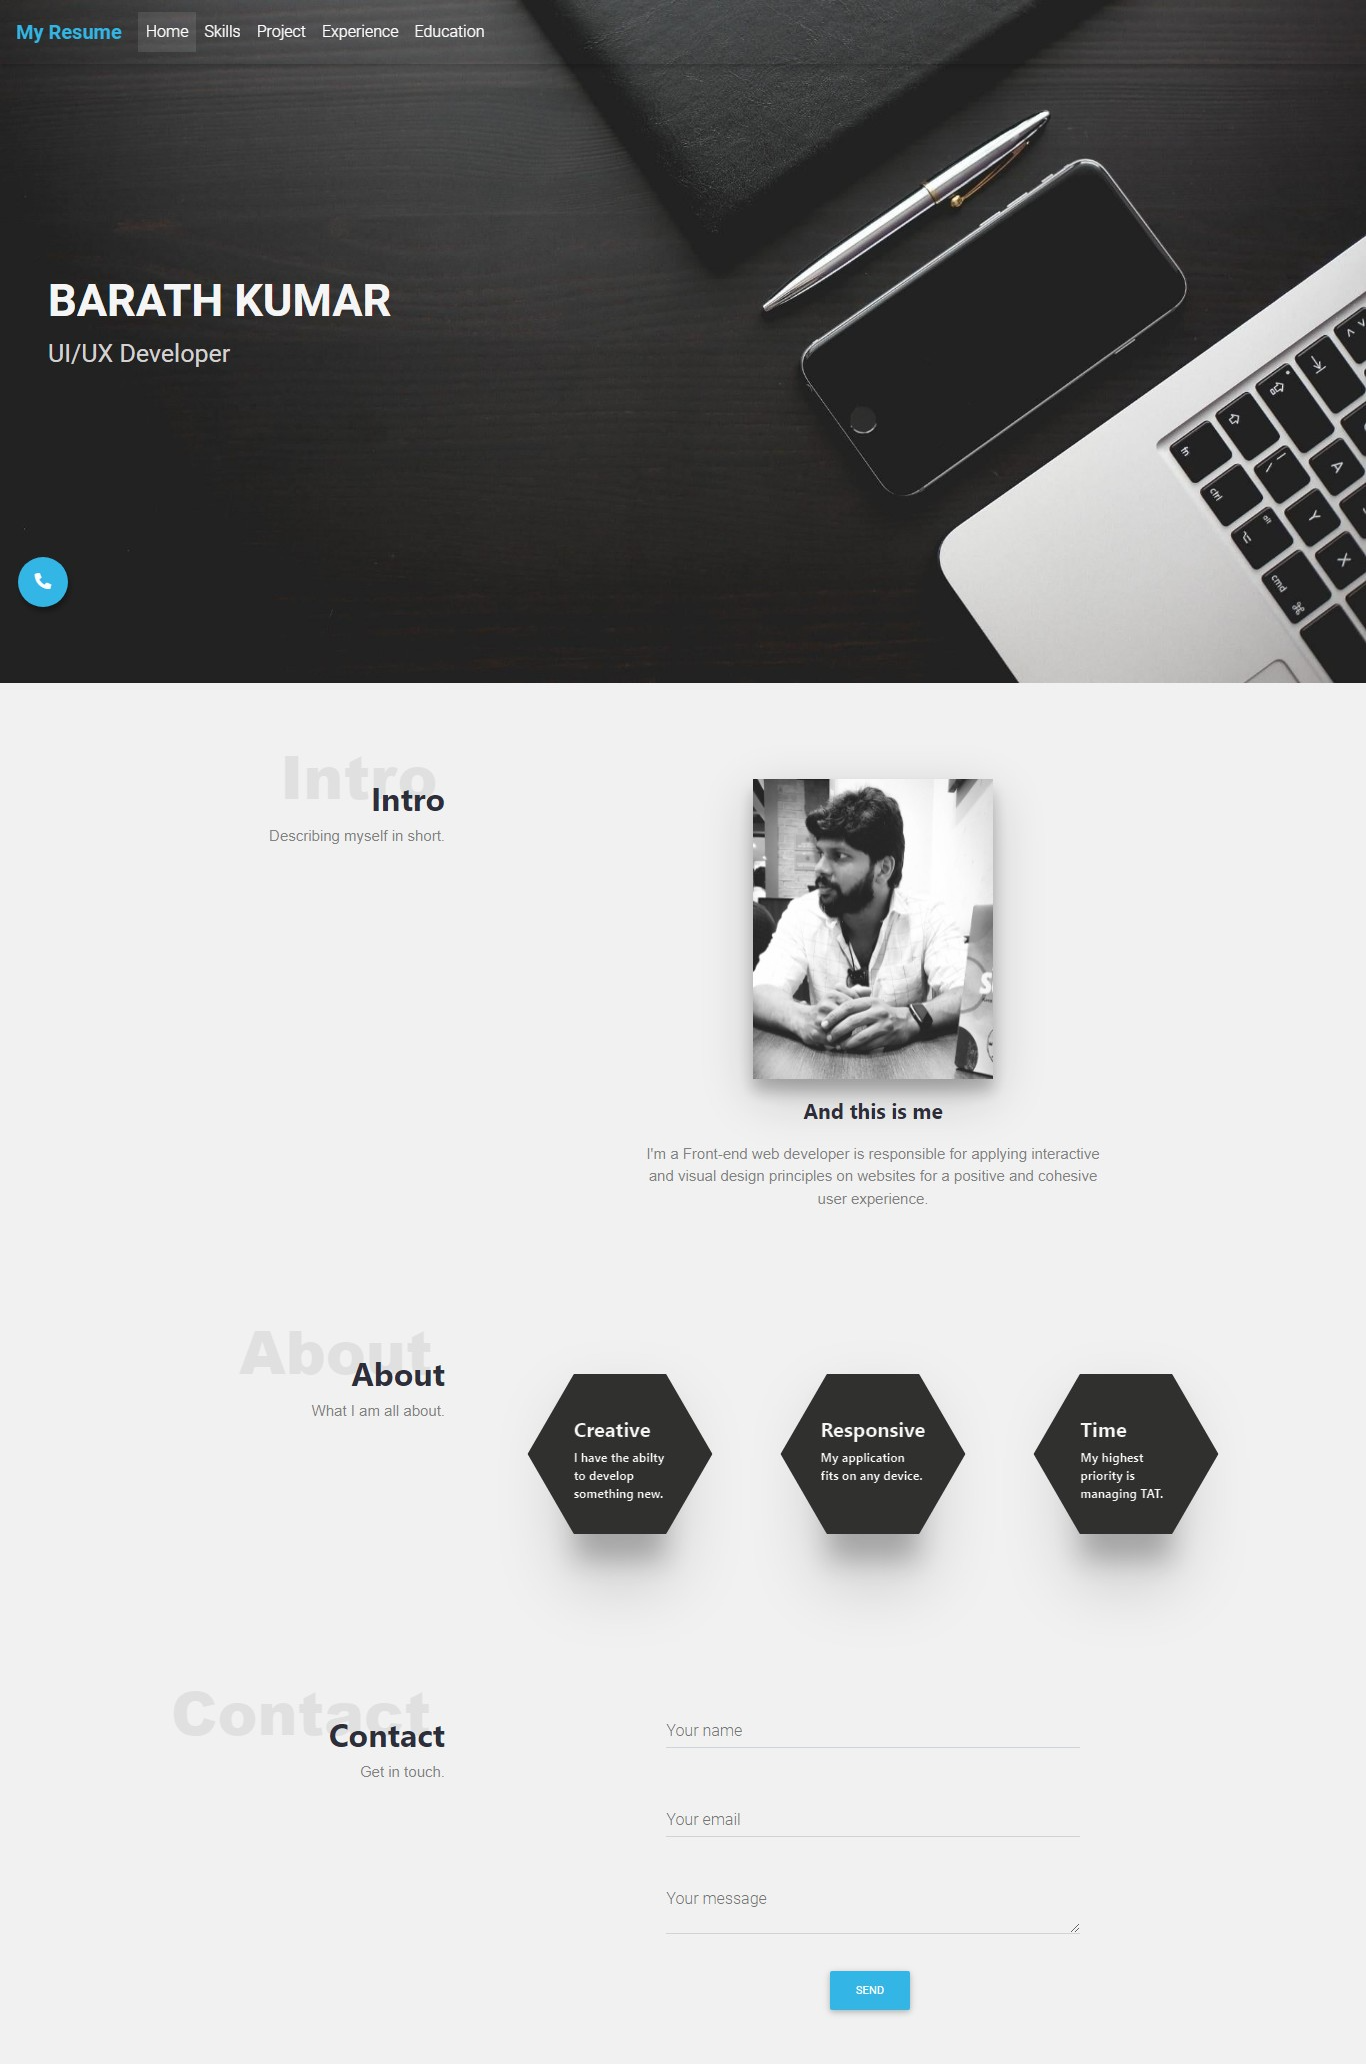 My Resume Home Skills Project Experience Education
BARATH KUMAR
UI/UX Developer
fn
ctrl
alt
cmd
A
Y
X
Intro
Intro
Describing myself in short.
And this is me
I'm a Front-end web developer is responsible for applying interactive
and visual design principles on websites for a positive and cohesive
user experience.
About
About
What I am all about.
Creative
I have the abilty
to develop
something new.
Responsive
My application
fits on any device.
Time
My highest
priority is
managing TAT.
Contact
Contact
Get in touch.
Your name
Your email
Your message
SEND